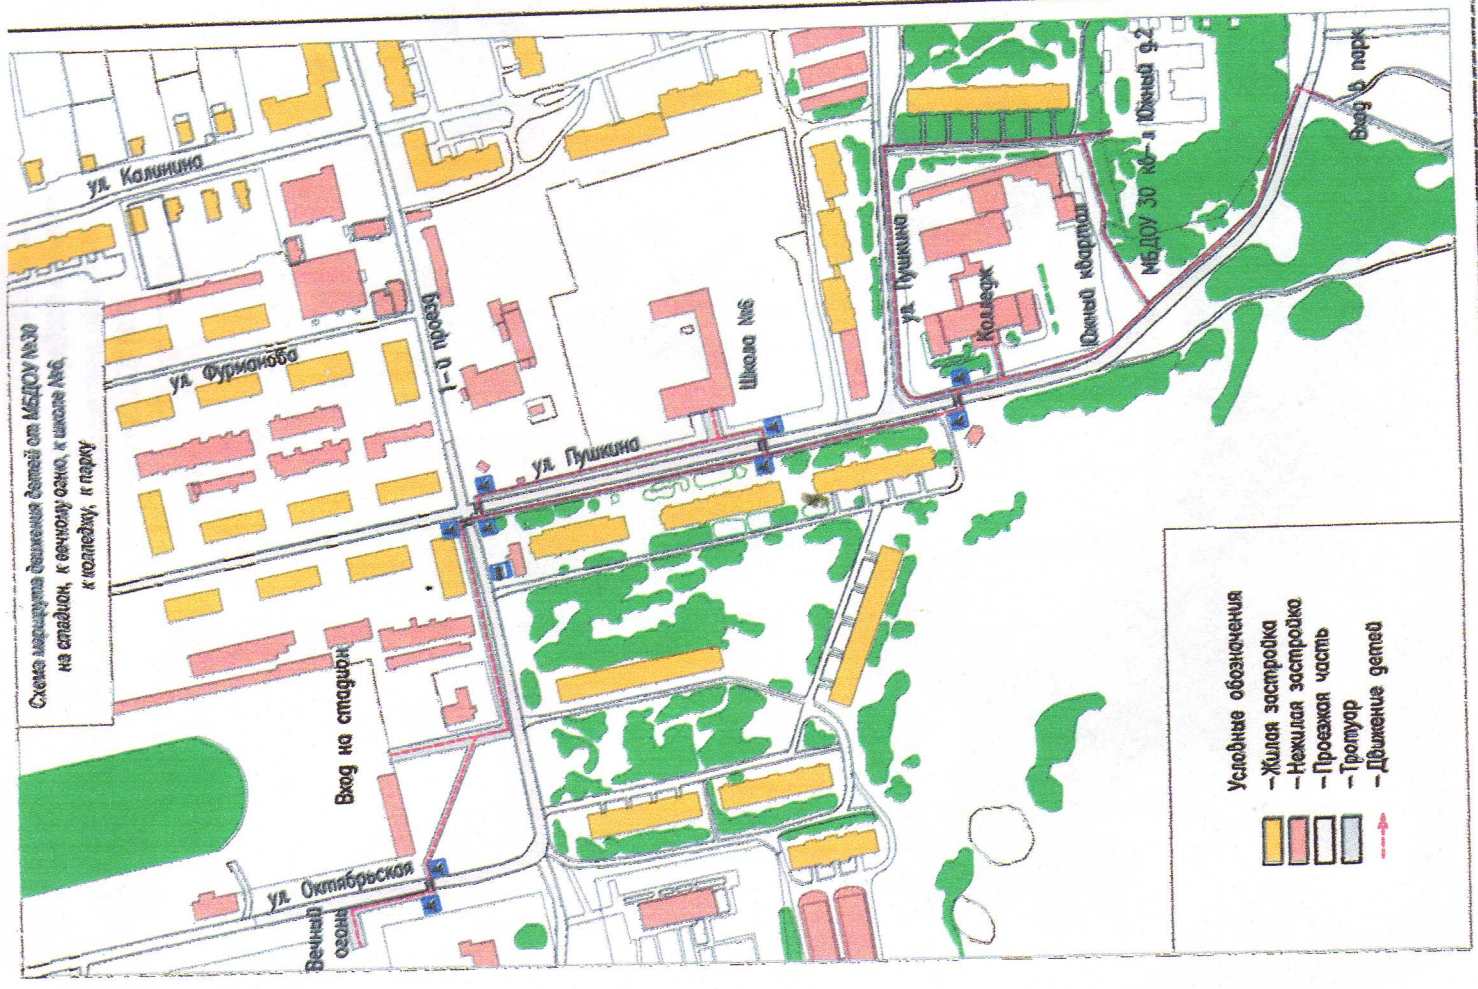 Схема маршрута движения детей от МБДОУ №30
на стадион, к вечному огню, к школе №6,
к колледжу, к парку
ул. Калинина
ул. Фурманова
1-й проезд
ул. Пушкина
Школа №6
ул. Пушкина
Колледж
Южный квартал
МБДОУ 30 кв-л Южный д.2
Вход в парк
Вход на стадион
ул. Октябрьская
Вечный
огонь
Условные обозначения
–Жилая застройка
–Нежилая застройка
–Проезжая часть
–Тротуар
–Движение детей